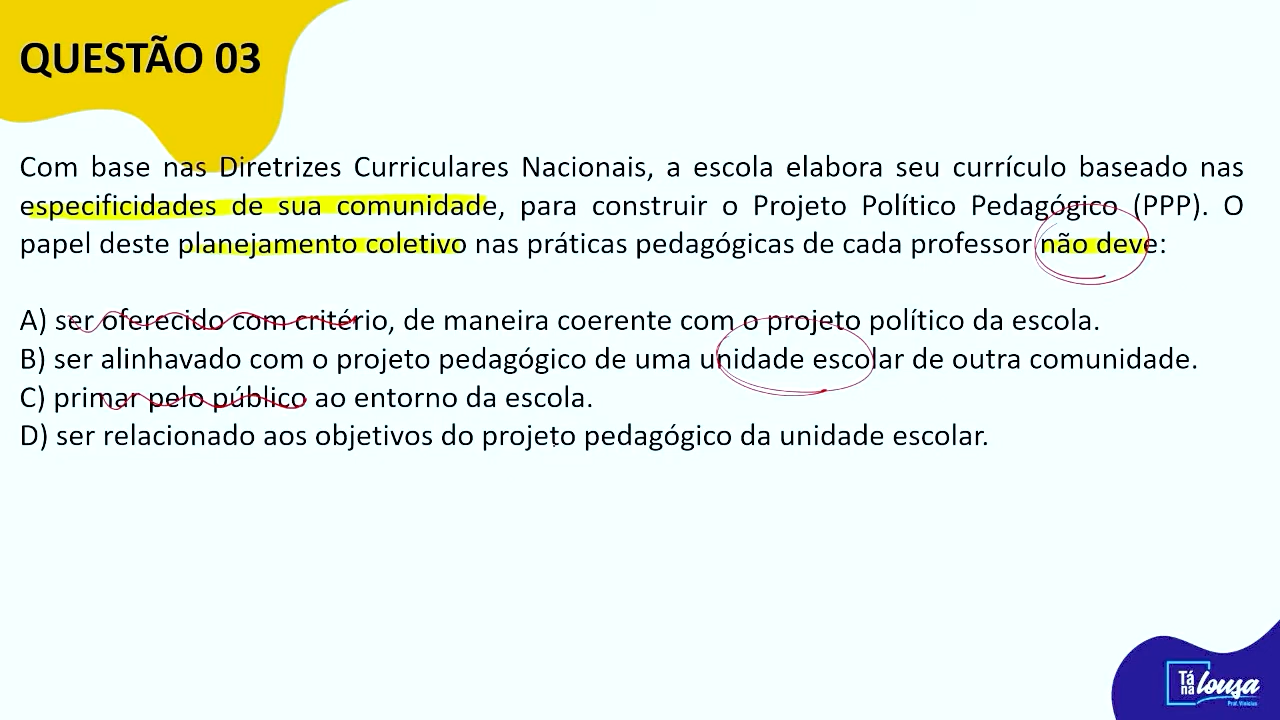 QUESTÃO 03
Com base nas Diretrizes Curriculares Nacionais, a escola elabora seu currículo baseado nas
especificidades de sua comunidade, para construir o Projeto Político Pedagógico (PPP). O
papel deste planejamento coletivo nas práticas pedagógicas de cada professor não deve:
A) ser oferecido com critério, de maneira coerente com o projeto político da escola.
B) ser alinhavado com o projeto pedagógico de uma unidade escolar de outra comunidade.
C) primar pelo público ao entorno da escola.
D) ser relacionado aos objetivos do projeto pedagógico da unidade escolar.
Tá na lousa
Prof. Vinícius